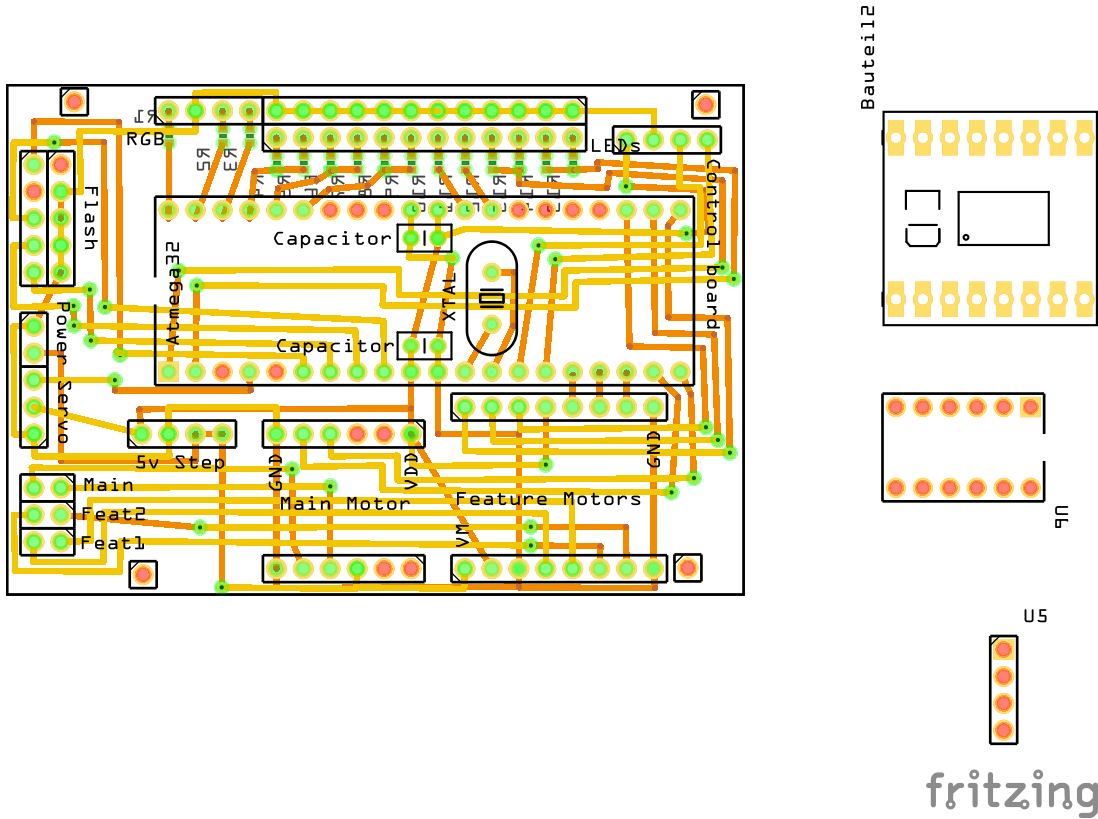 Bauteil2
R1
RGB
R5
R3
LEDs
Flash
Control board
Capacitor
Atmega32
XTAL
Power
Capacitor
Servo
5v Step
GND
VDD
GND
Main
Main Motor
Feature Motors
Feat2
VM
Feat1
U6
U5
fritzing